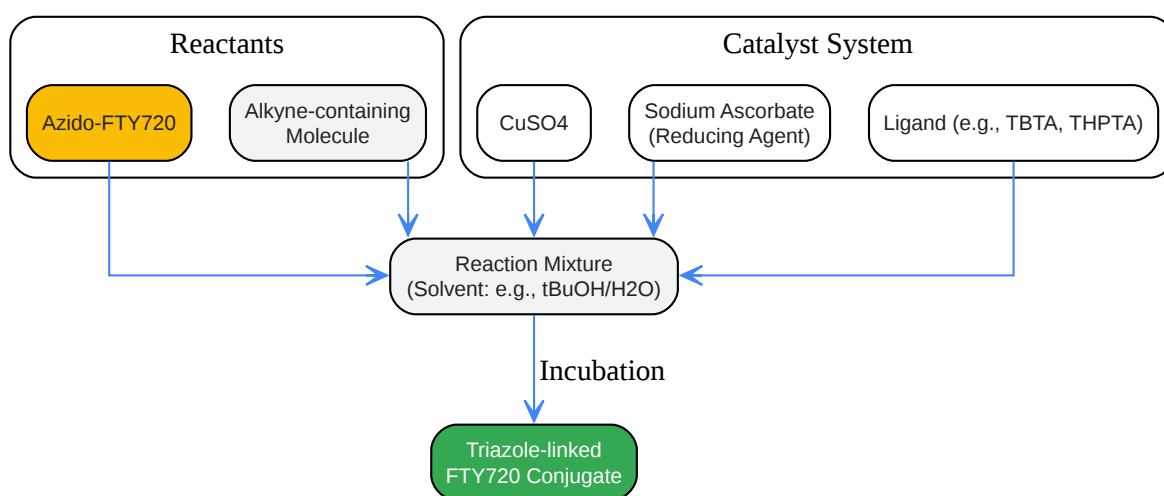 Reactants
Catalyst System
Azido-FTY720
Alkyne-containing
Molecule
CuSO4
Sodium Ascorbate
(Reducing Agent)
Ligand (e.g., TBTA, THPTA)
Reaction Mixture
(Solvent: e.g., tBuOH/H2O)
Incubation
Triazole-linked
FTY720 Conjugate